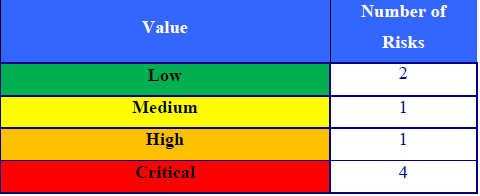 Value Number of
Risks
Low 2
Medium 1
High 1
Critical 4